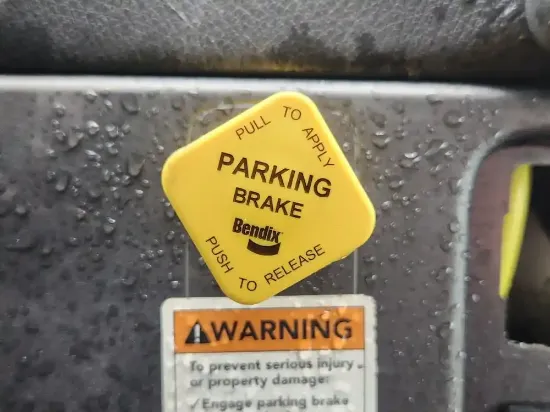 PULL TO APPLY
PARKING
BRAKE
Bendix
PUSH TO RELEASE
WARNING
To prevent serious injury
or property damage:
✓Engage parking brake